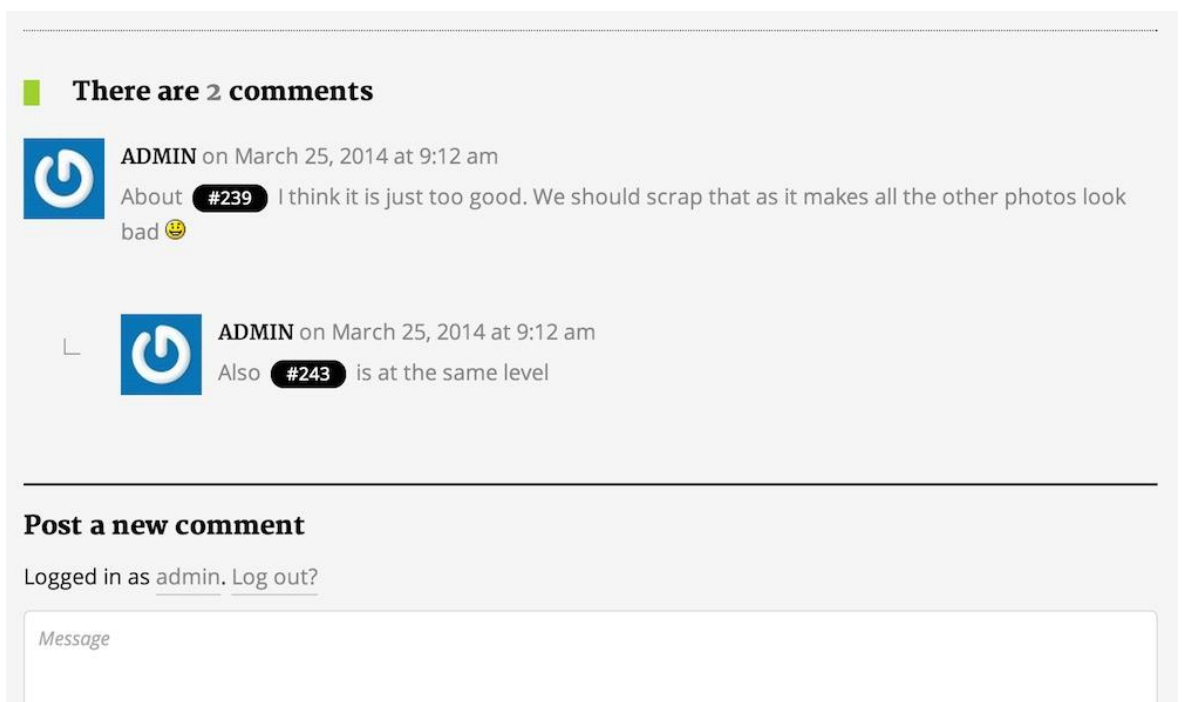 There are 2 comments
ADMIN on March 25, 2014 at 9:12 am
About #239 I think it is just too good. We should scrap that as it makes all the other photos look
bad
ADMIN on March 25, 2014 at 9:12 am
Also #243 is at the same level
Post a new comment
Logged in as admin. Log out?
Message